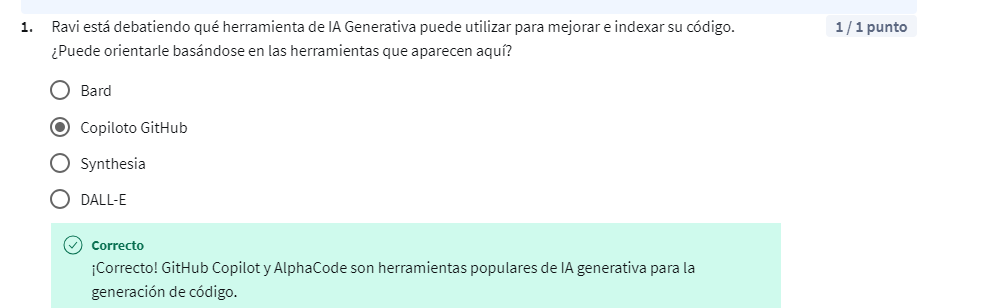 1. Ravi está debatiendo qué herramienta de IA Generativa puede utilizar para mejorar e indexar su código. 1 / 1 punto
¿Puede orientarle basándose en las herramientas que aparecen aquí?
Bard
Copiloto GitHub
Synthesia
DALL-E
Correcto
¡Correcto! GitHub Copilot y AlphaCode son herramientas populares de IA generativa para la
generación de código.